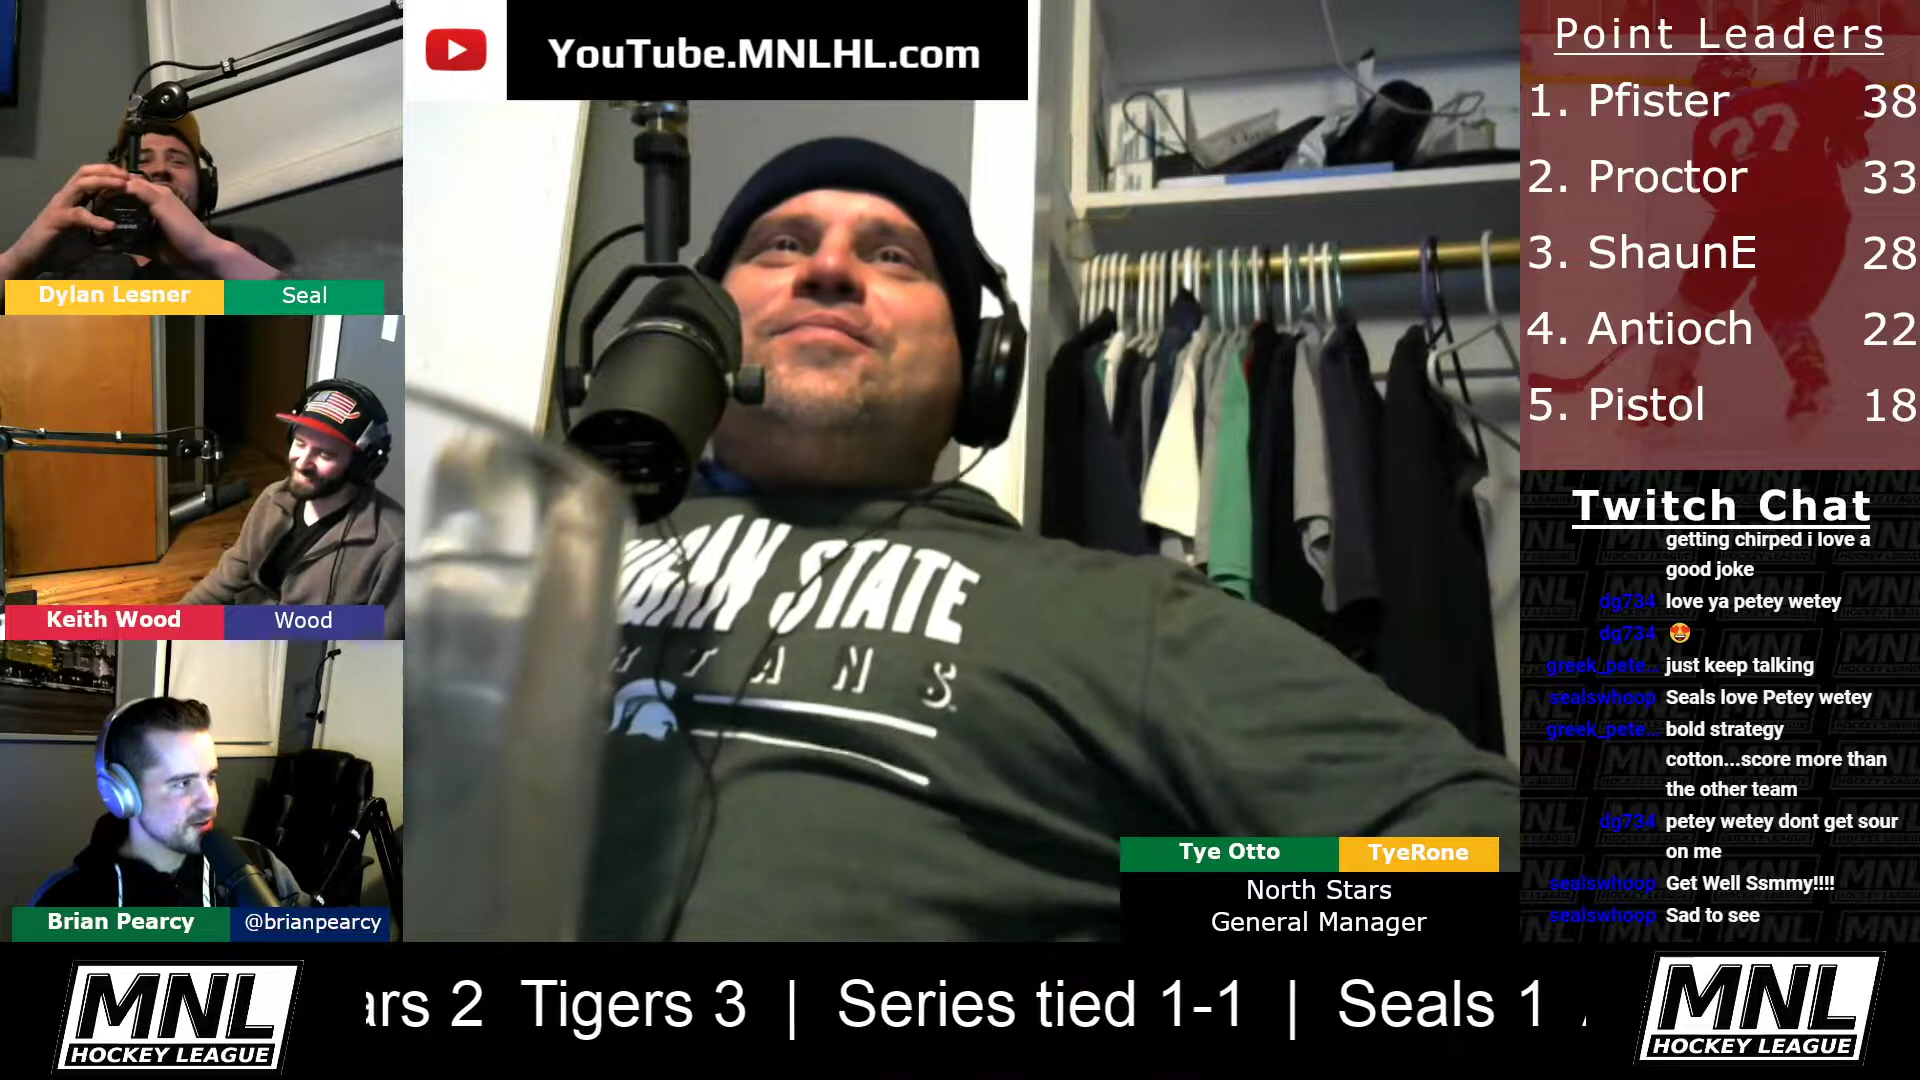 YouTube.MNLHL.com
Dylan Lesner Seal
Keith Wood Wood
Brian Pearcy @brianpearcy
STATE
Tye Otto TyeRone
North Stars
General Manager
Point Leaders
1. Pfister 38
2. Proctor 33
3. ShaunE 28
4. Antioch 22
5. Pistol 18
Twitch Chat
getting chirped i love a
good joke
dg734 love ya petey wetey
dg734 😍
greek_pete... just keep talking
sealswhoop Seals love Petey wetey
greek_pete... bold strategy
cotton...score more than
the other team
dg734 petey wetey dont get sour
on me
sealswhoop Get Well Ssmmy!!!!
sealswhoop Sad to see
MNL
HOCKEY LEAGUE
ars 2 Tigers 3 | Series tied 1-1 | Seals 1
MNL
HOCKEY LEAGUE